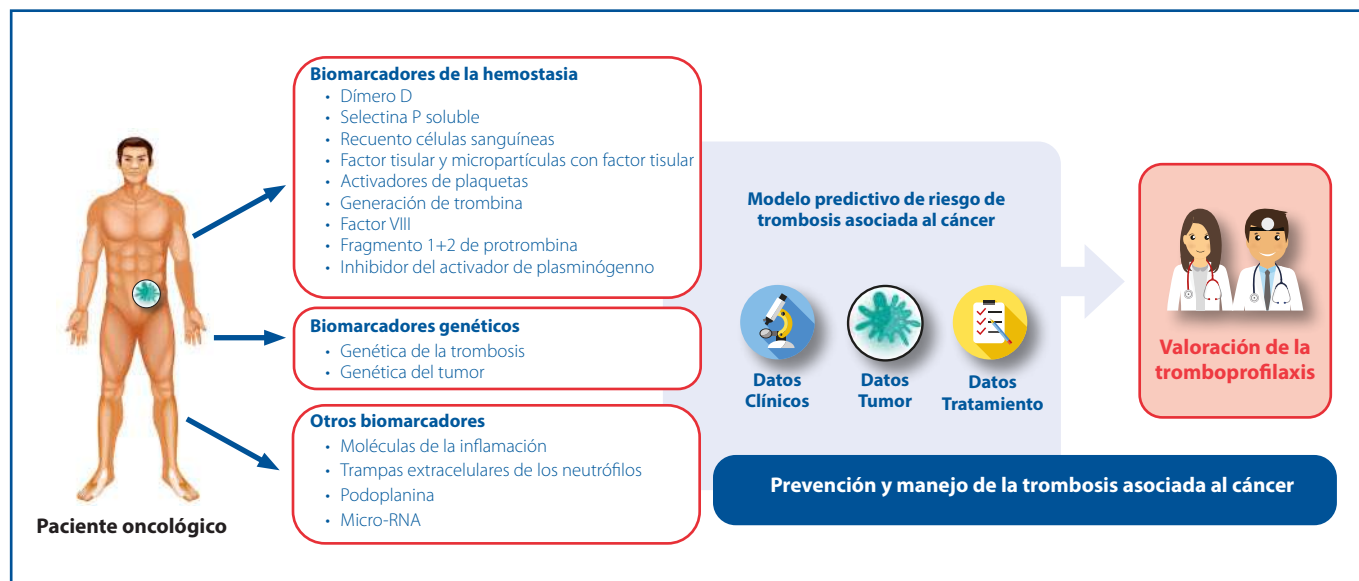 Biomarcadores de la hemostasia
• Dímero D
• Selectina P soluble
• Recuento células sanguíneas
• Factor tisular y micropartículas con factor tisular
• Activadores de plaquetas
• Generación de trombina
• Factor VIII
• Fragmento 1+2 de protrombina
• Inhibidor del activador de plasminógenno
Biomarcadores genéticos
• Genética de la trombosis
• Genética del tumor
Otros biomarcadores
• Moléculas de la inflamación
• Trampas extracelulares de los neutrófilos
• Podoplanina
• Micro-RNA
Paciente oncológico
Modelo predictivo de riesgo de
trombosis asociada al cáncer
Datos
Clínicos
Datos
Tumor
Datos
Tratamiento
Prevención y manejo de la trombosis asociada al cáncer
Valoración de la
tromboprofilaxis